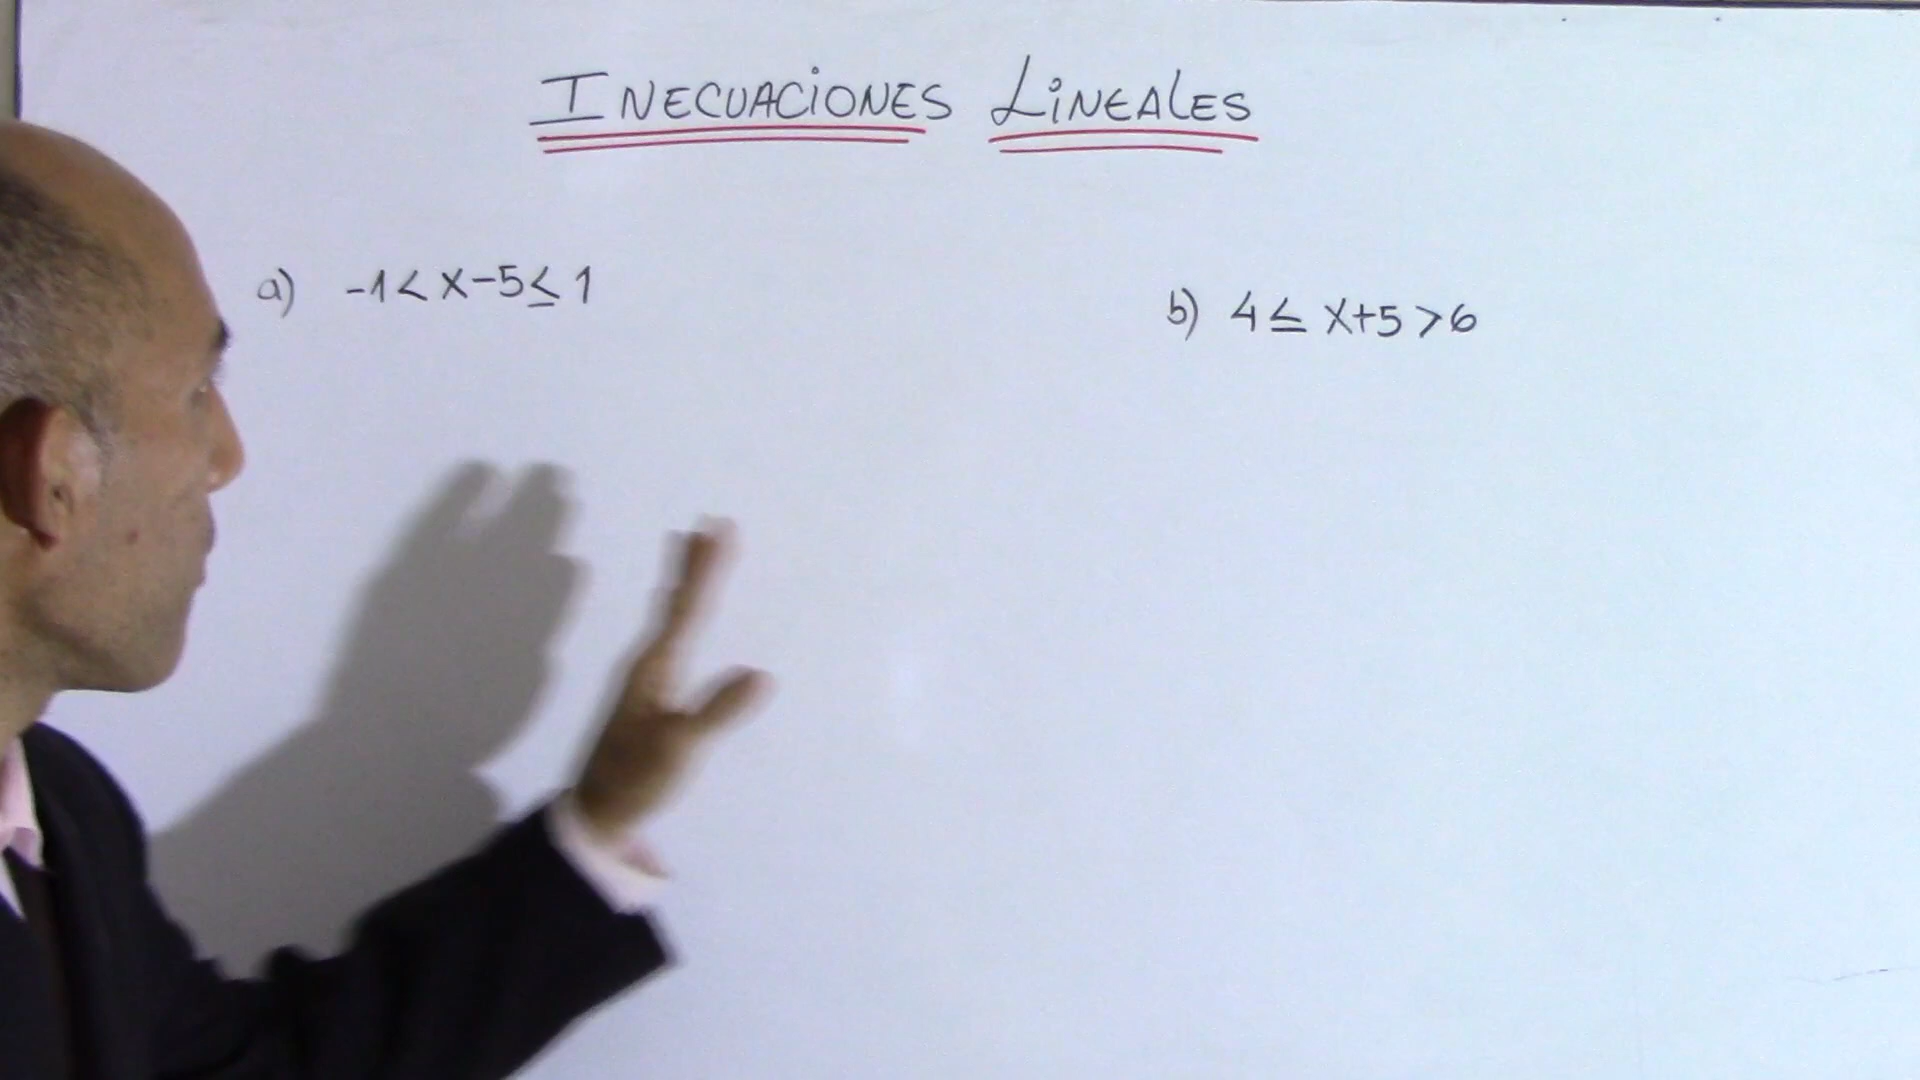 INECUACIONES LINEALES
a) -1 < x-5 ≤ 1
b) 4 ≤ x+5 > 6